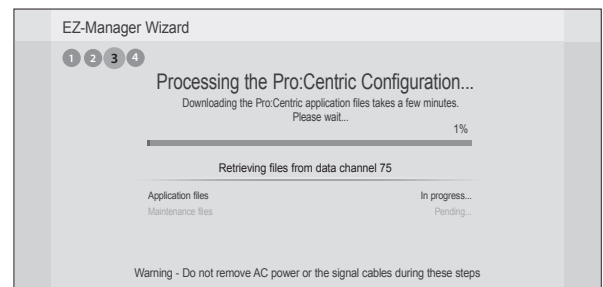 EZ-Manager Wizard
1 2 3 4
Processing the Pro:Centric Configuration...
Downloading the Pro:Centric application files takes a few minutes.
Please wait...
1%
Retrieving files from data channel 75
Application files In progress...
Maintenance files Pending...
Warning - Do not remove AC power or the signal cables during these steps